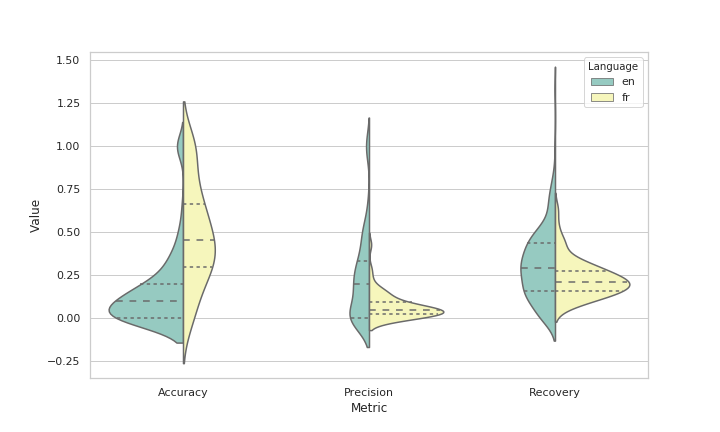 1.50
1.25
1.00
0.75
0.50
0.25
0.00
−0.25
Value
Accuracy
Precision
Recovery
Metric
Language
en
fr